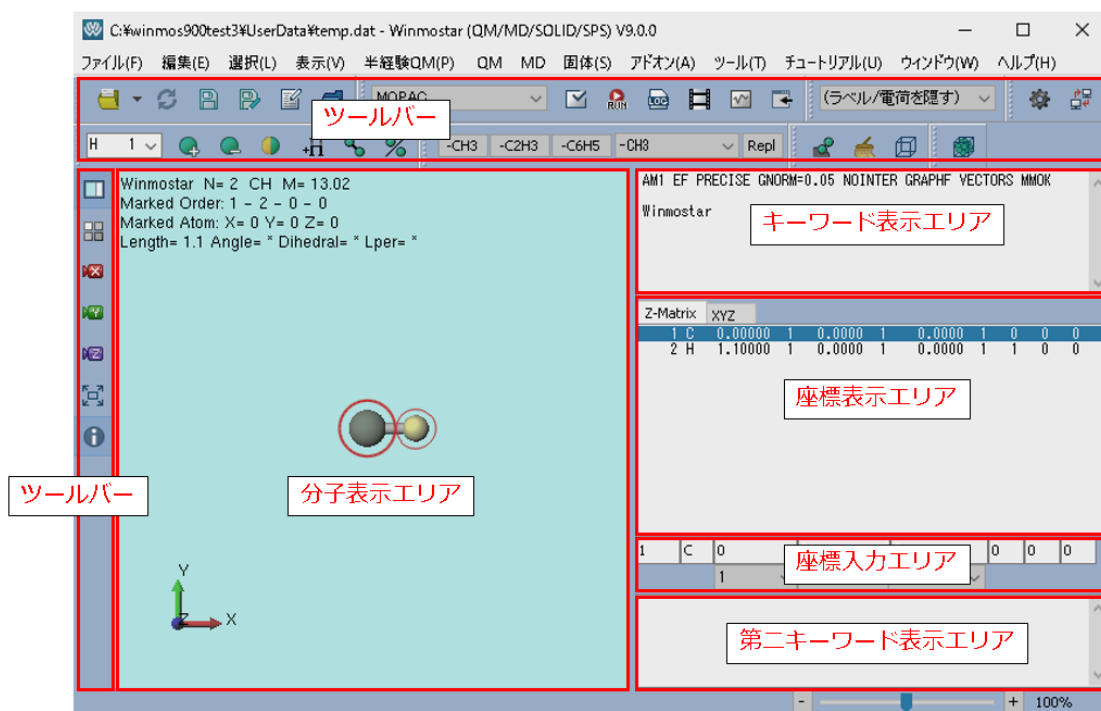 C:¥winmos900test3¥UserData¥temp.dat - Winmostar (QM/MD/SOLID/SPS) V9.0.0
ファイル(F) 編集(E) 選択(L) 表示(V) 半経験QM(P) QM MD 固体(S) アドオン(A) ツール(T) チュートリアル(U) ウィンドウ(W) ヘルプ(H)
MOPAC RUN LOG (ラベル/電荷を隠す)
ツールバー
H 1 +H -CH3 -C2H3 -C6H5 -CH3 Repl
Winmostar N= 2 CH M= 13.02
Marked Order: 1 - 2 - 0 - 0
Marked Atom: X= 0 Y= 0 Z= 0
Length= 1.1 Angle= * Dihedral= * Lper= *
X
Y
Z
ツールバー
分子表示エリア
Y
Z
X
AM1 EF PRECISE GNORM=0.05 NOINTER GRAPHF VECTORS MMOK
Winmostar
キーワード表示エリア
Z-Matrix XYZ
1 C 0.00000 1 0.0000 1 0.0000 1 0 0 0
2 H 1.10000 1 0.0000 1 0.0000 1 1 0 0
座標表示エリア
1 C 0 0 0 0
座標入力エリア
1
第二キーワード表示エリア
- + 100%